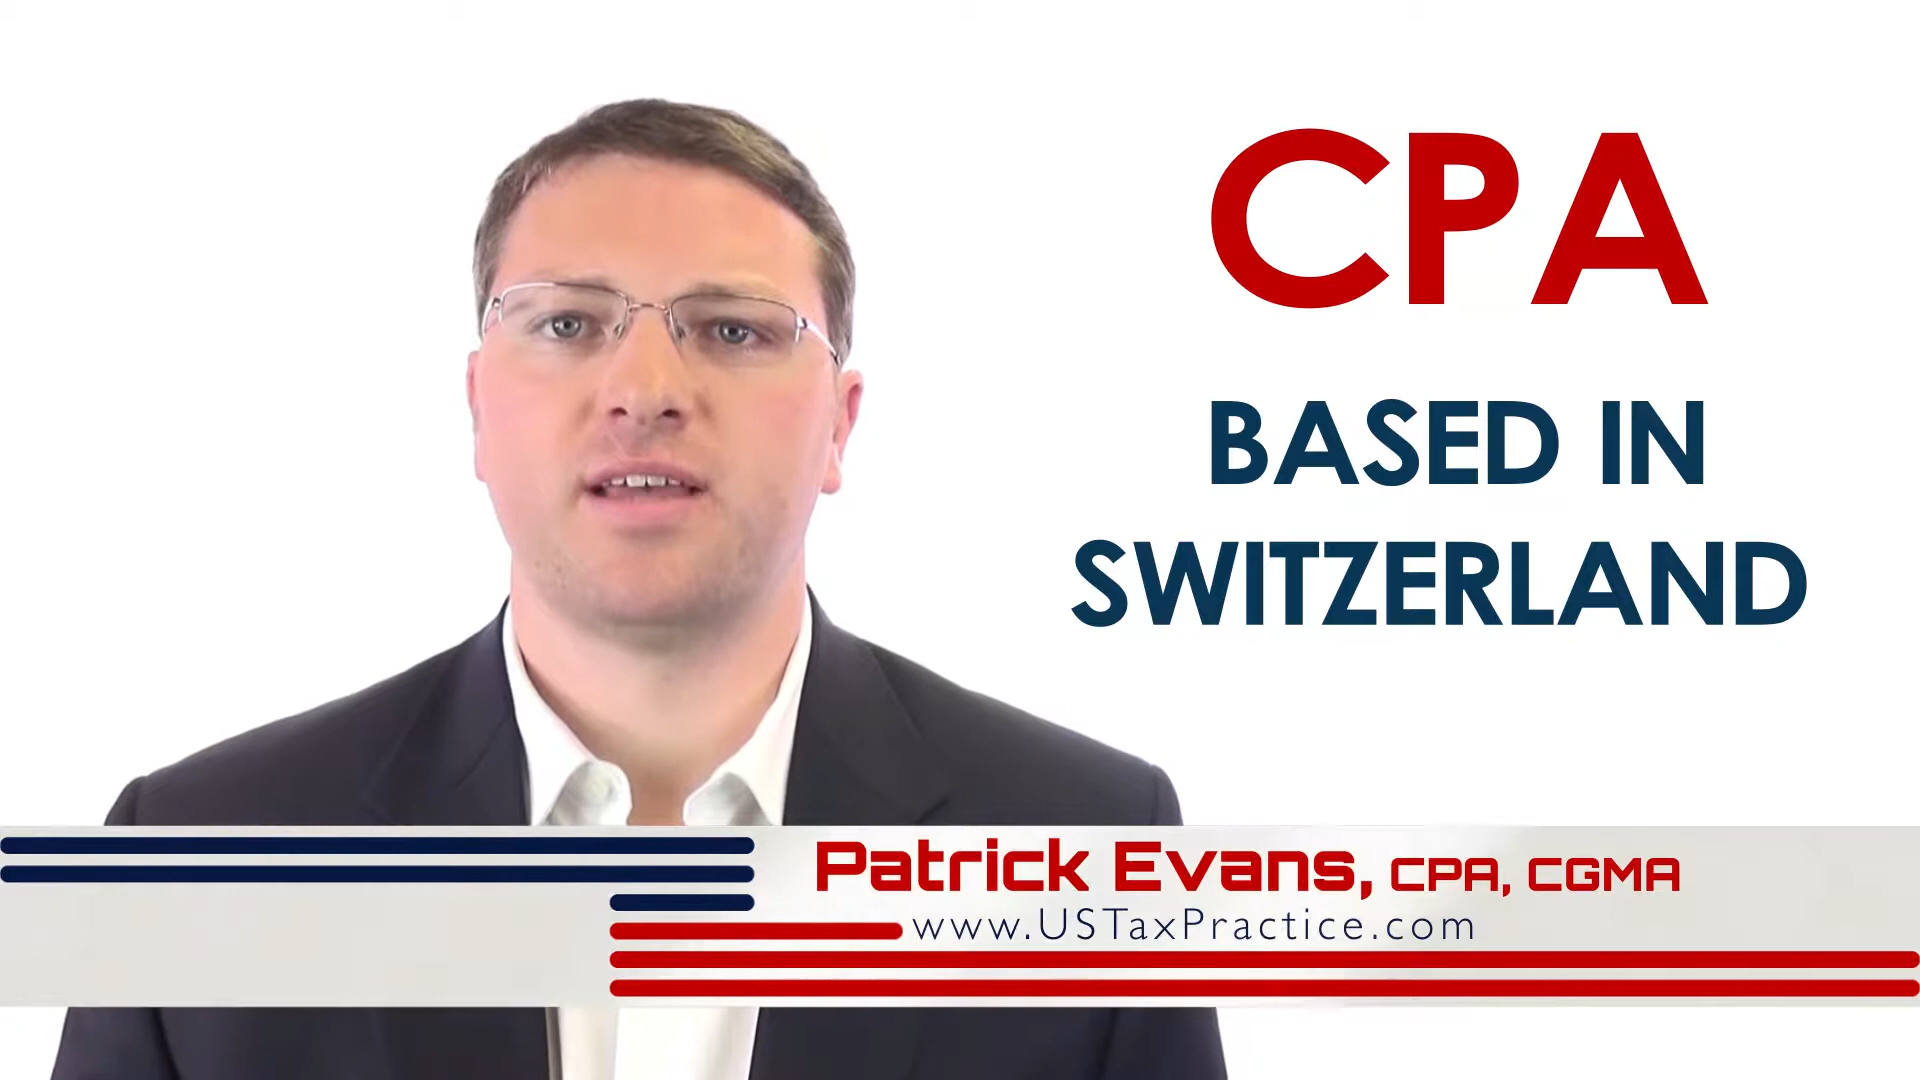 CPA
BASED IN
SWITZERLAND
Patrick Evans, CPA, CGMA
www.USTaxPractice.com